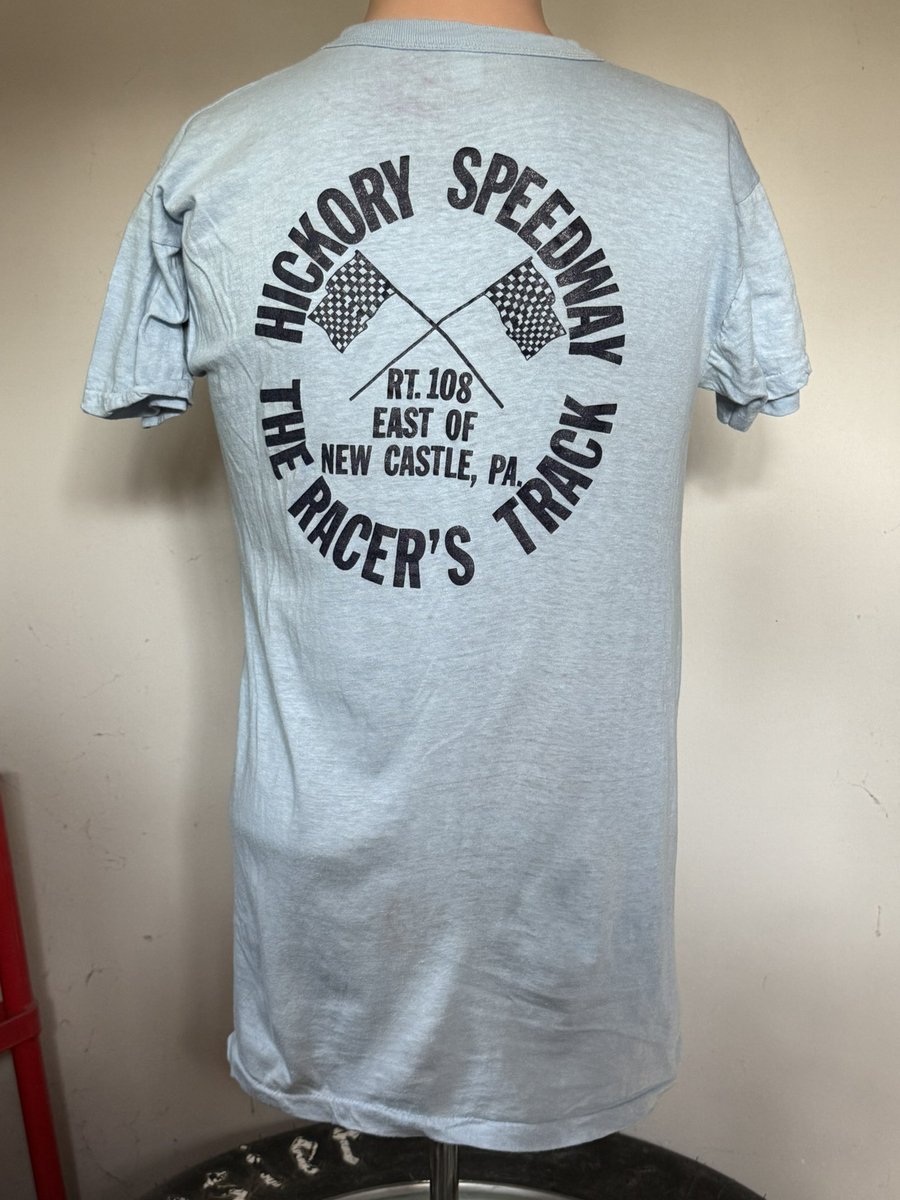 HICKORY SPEEDWAY
RT. 108
EAST OF
NEW CASTLE, PA.
THE RACER'S TRACK